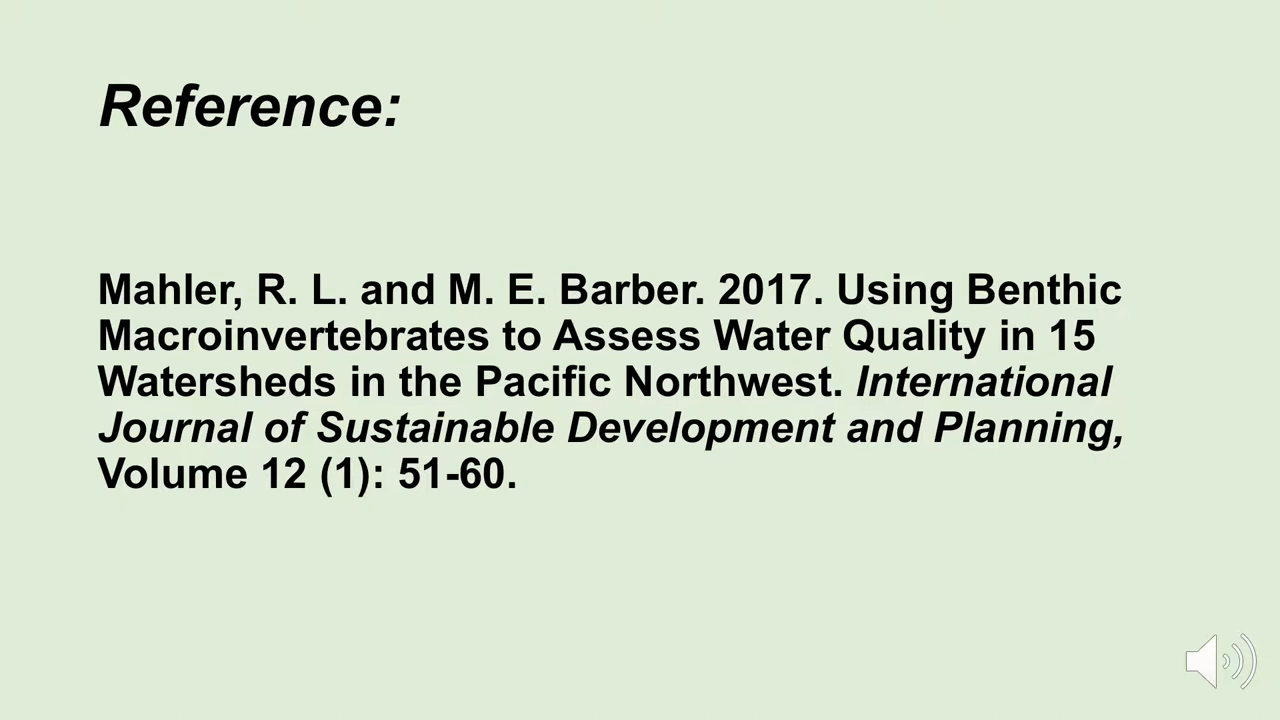 Reference:
Mahler, R. L. and M. E. Barber. 2017. Using Benthic
Macroinvertebrates to Assess Water Quality in 15
Watersheds in the Pacific Northwest. International
Journal of Sustainable Development and Planning,
Volume 12 (1): 51-60.